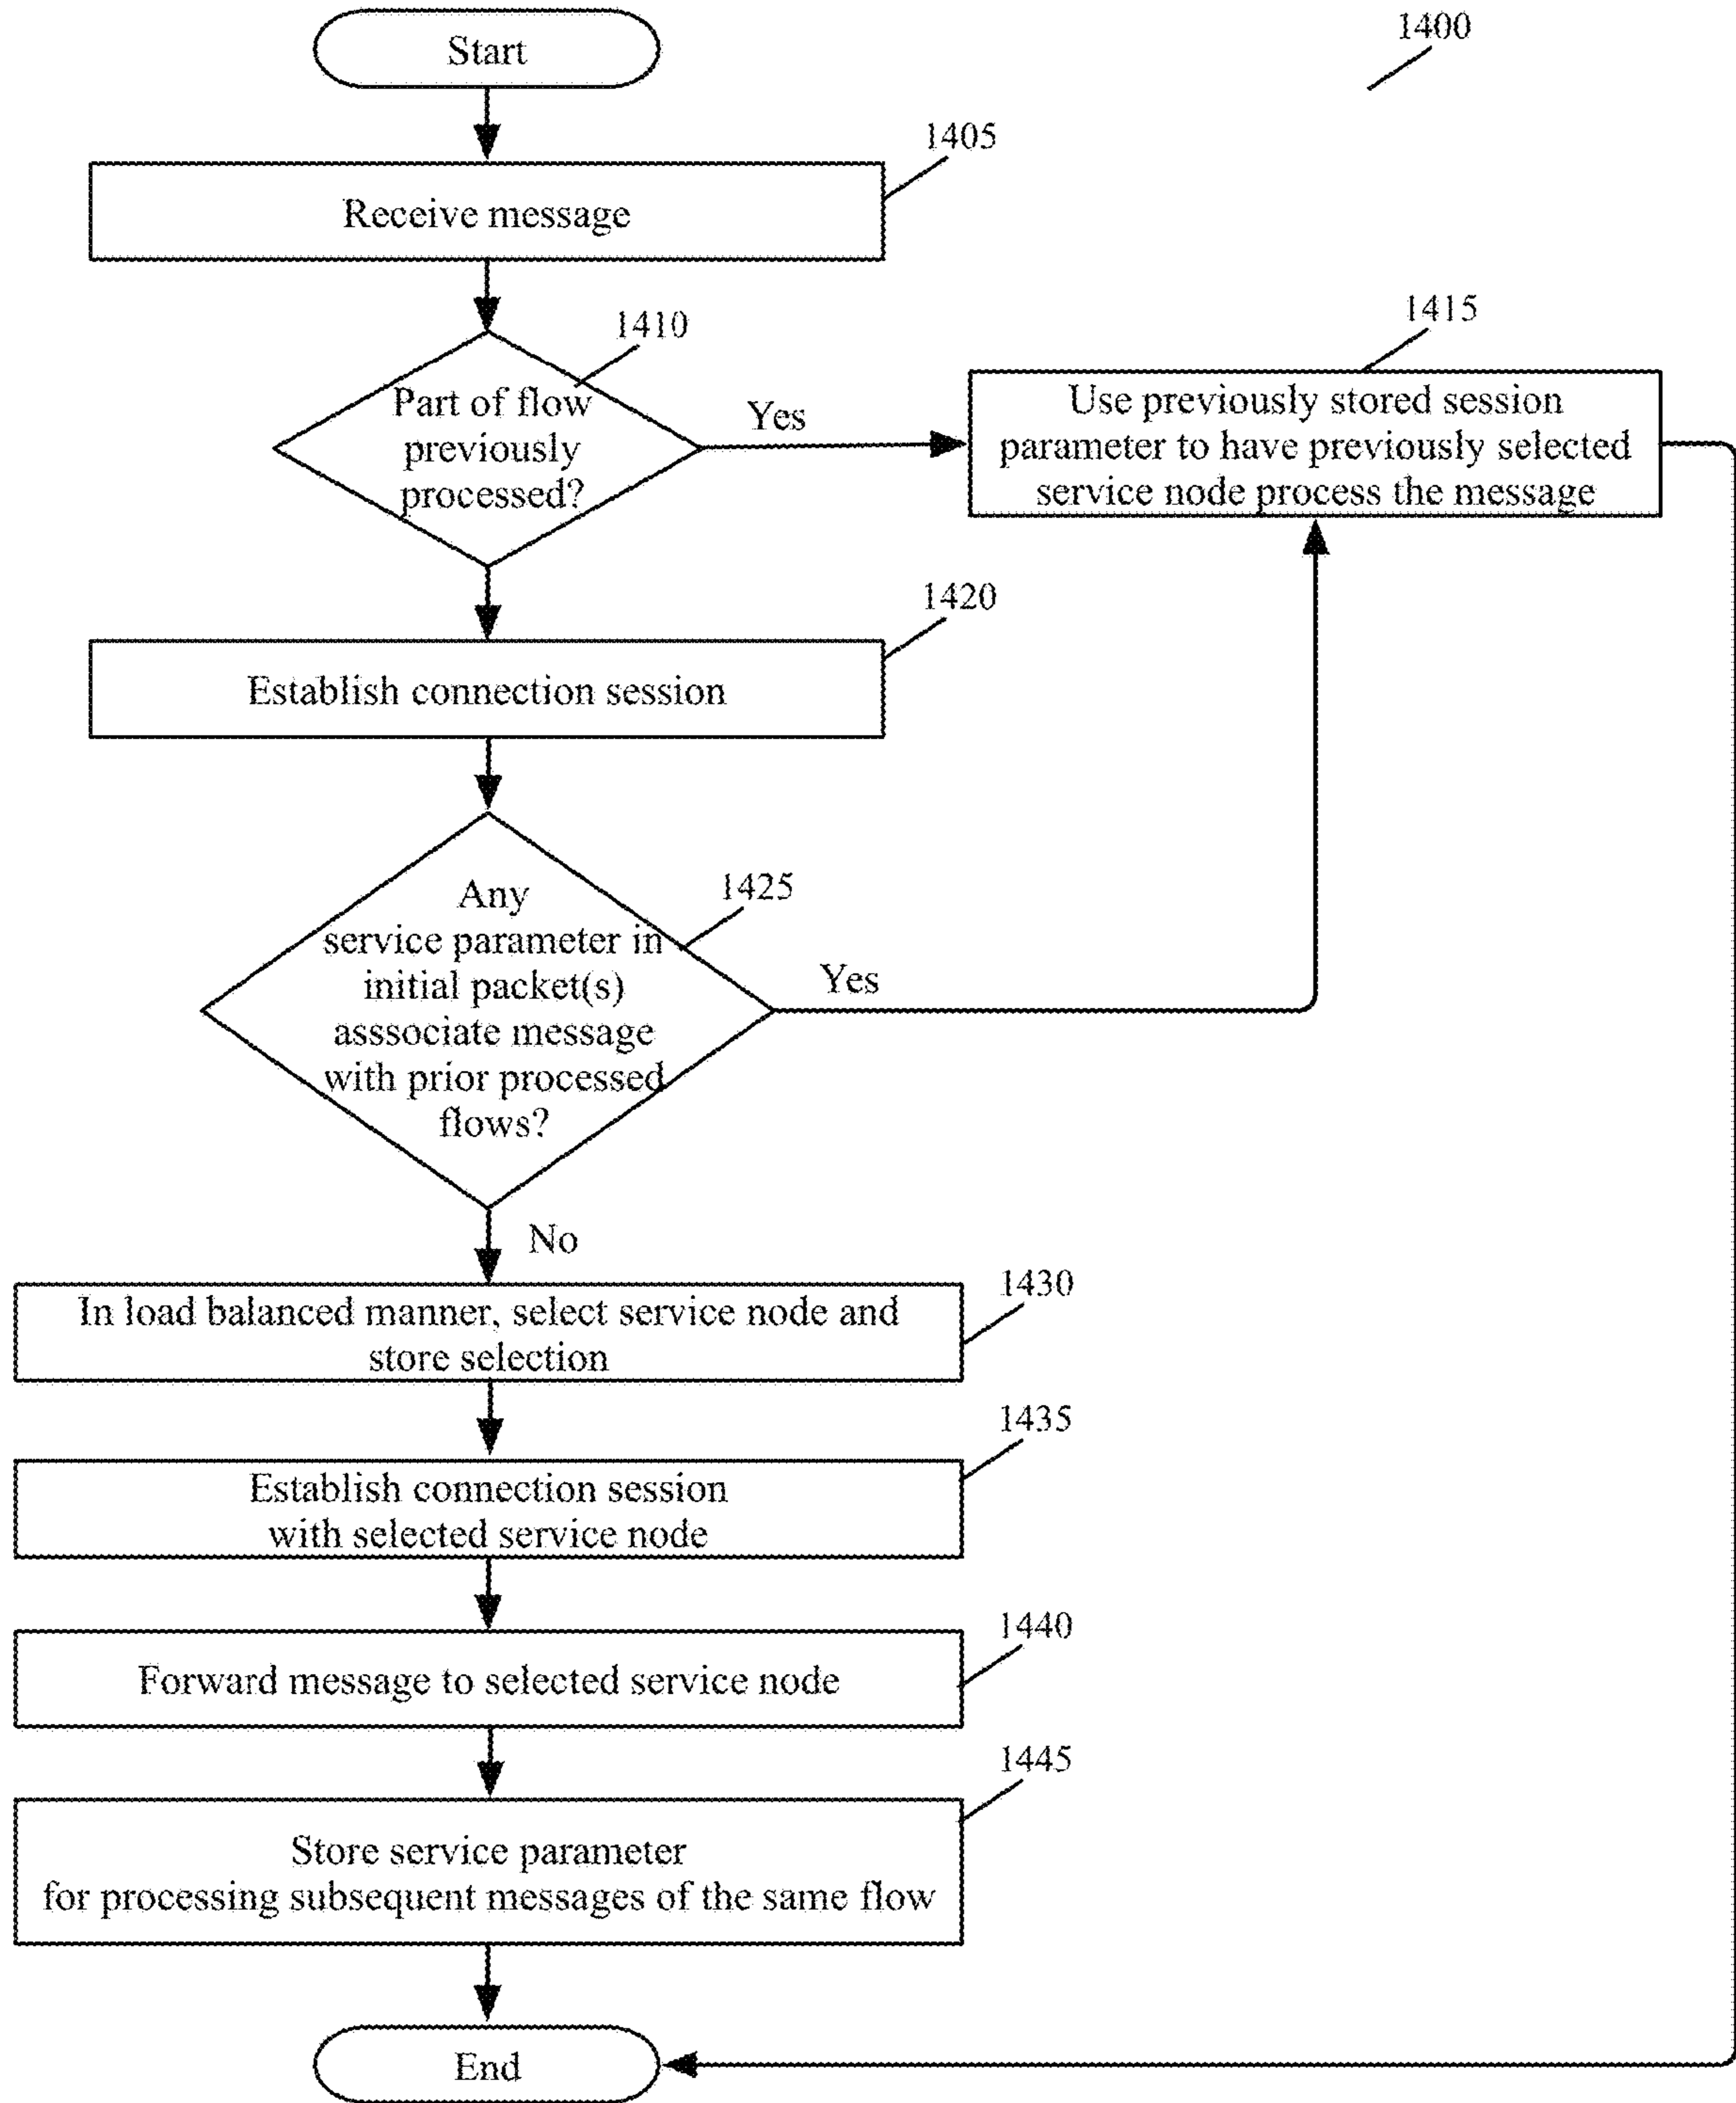 Start
1400
1405
Receive message
1410
Part of flow
previously
processed?
Yes
1415
Use previously stored session
parameter to have previously selected
service node process the message
1420
Establish connection session
1425
Any
service parameter in
initial packet(s)
asssociate message
with prior processed
flows?
Yes
No
1430
In load balanced manner, select service node and
store selection
1435
Establish connection session
with selected service node
1440
Forward message to selected service node
1445
Store service parameter
for processing subsequent messages of the same flow
End